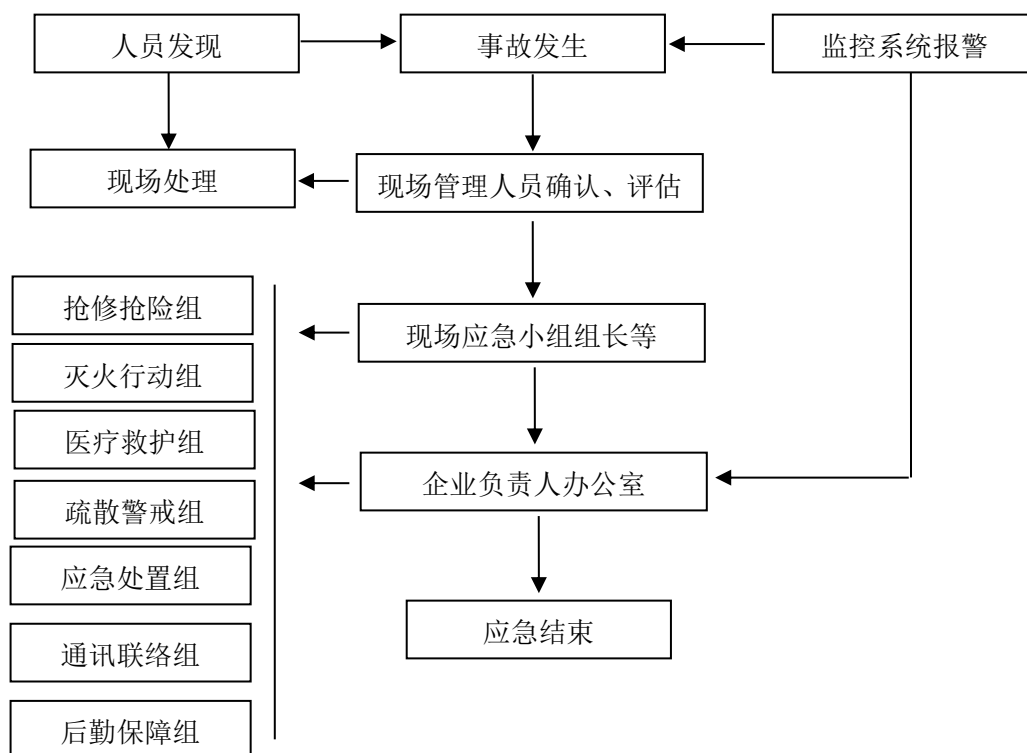 人员发现
事故发生
监控系统报警
现场处理
现场管理人员确认、评估
抢修抢险组
现场应急小组组长等
灭火行动组
医疗救护组
企业负责人办公室
疏散警戒组
应急处置组
应急结束
通讯联络组
后勤保障组